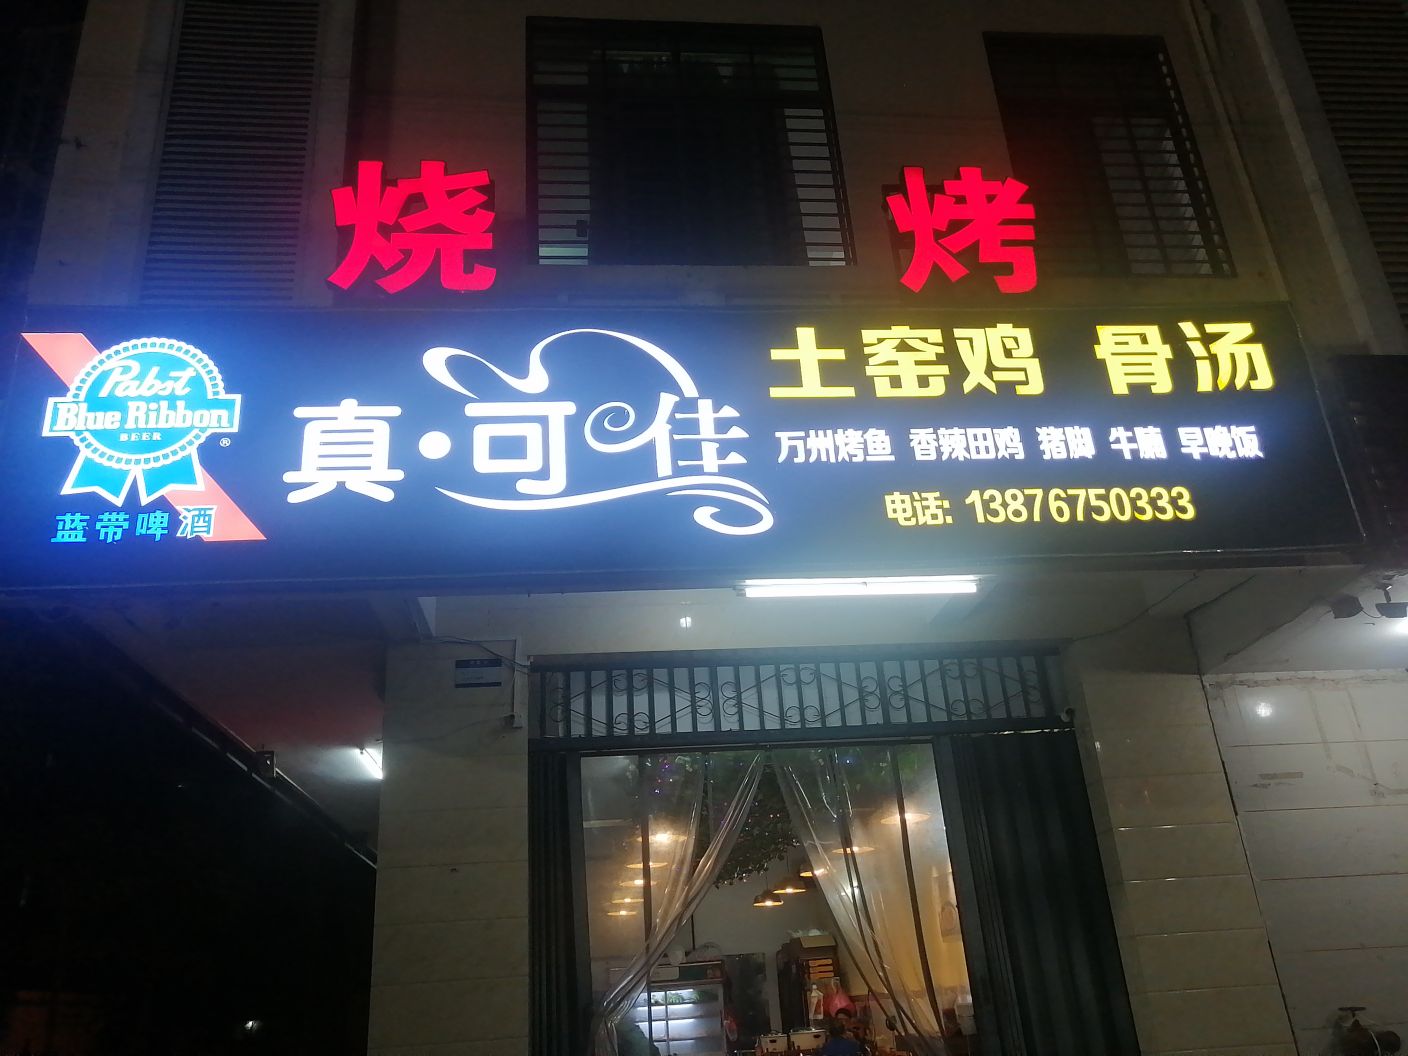 烧烤
Pabst
Blue Ribbon
BEER
®
蓝带啤酒
真·可佳
土窑鸡 骨汤
万州烤鱼 香辣田鸡 猪脚 牛腩 早晚饭
电话: 13876750333